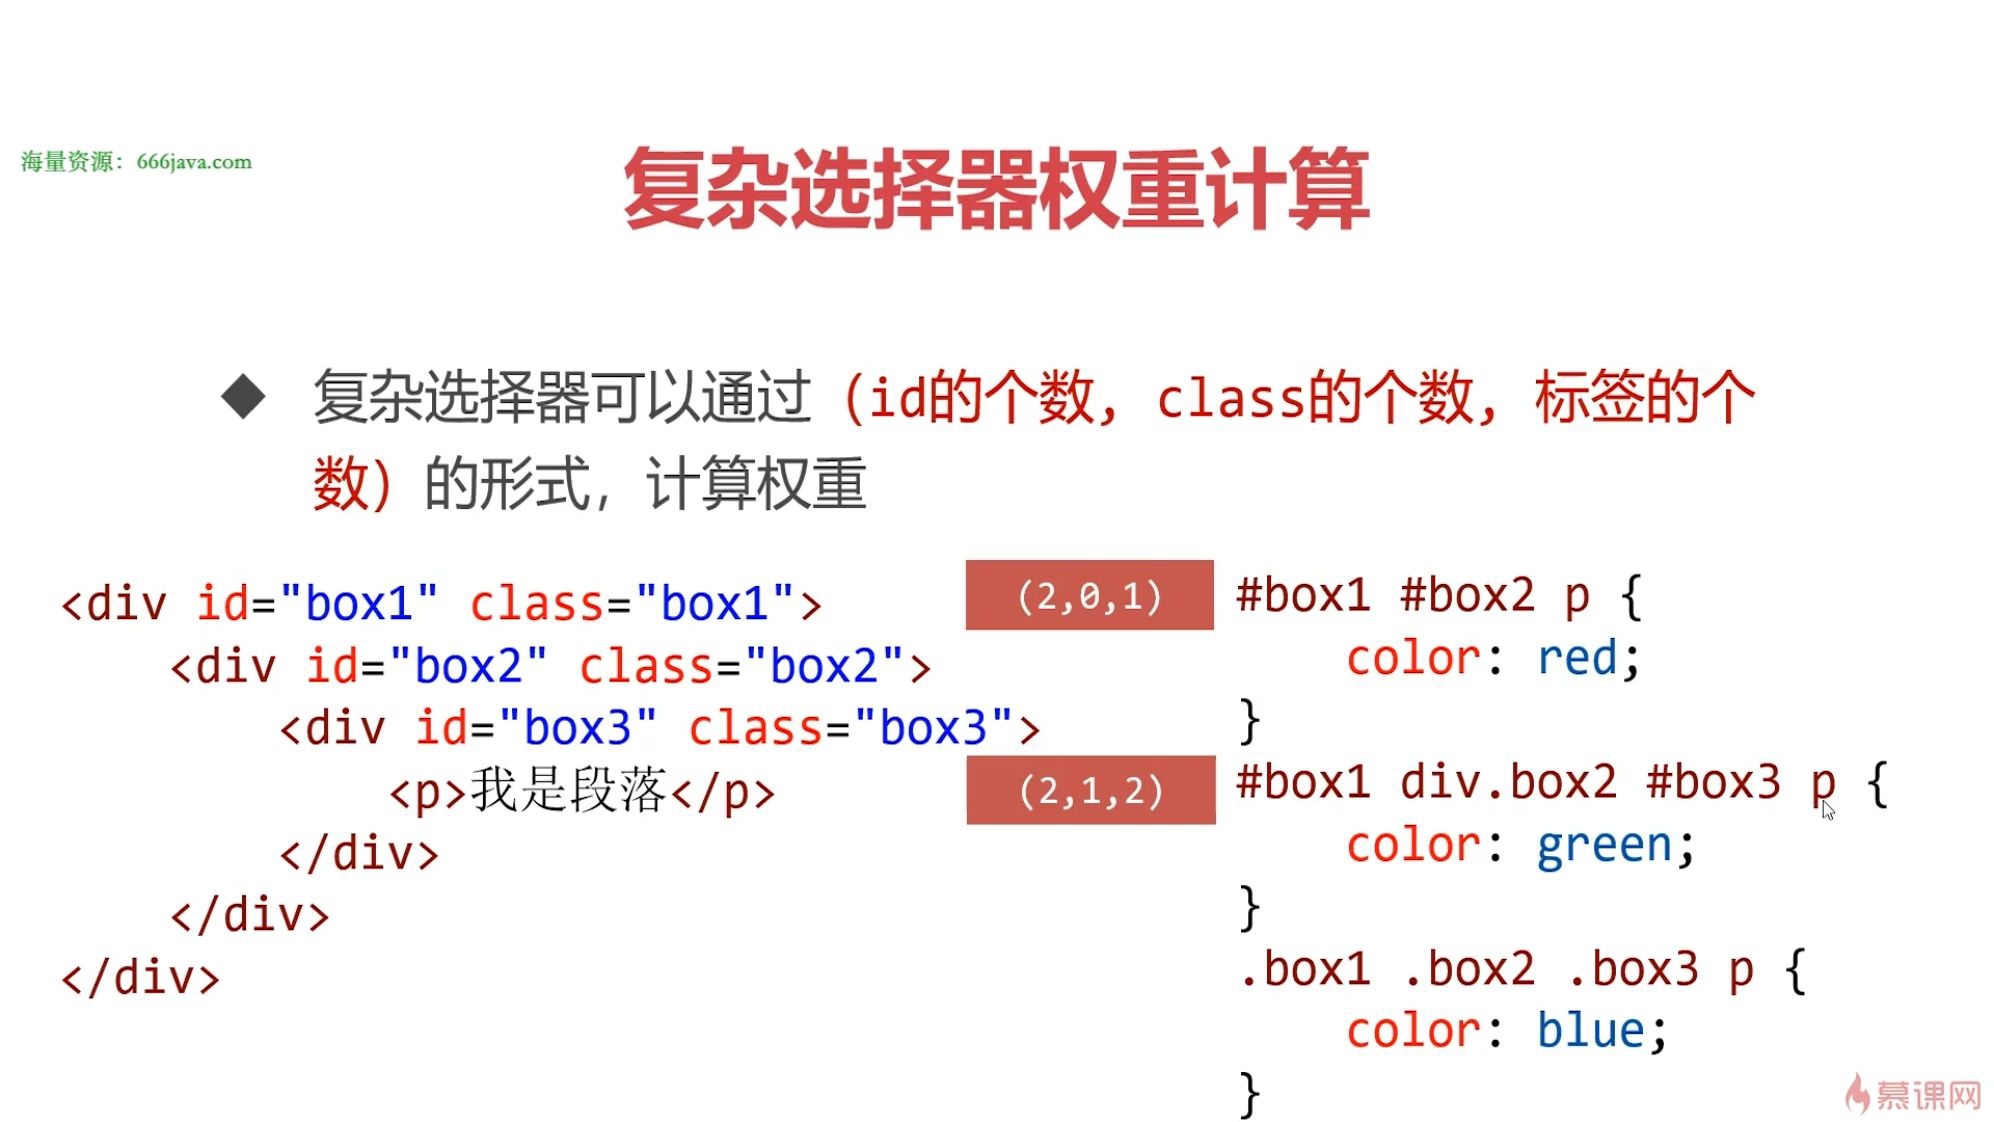 海量资源：666java.com
复杂选择器权重计算
◆ 复杂选择器可以通过（id的个数，class的个数，标签的个
数）的形式，计算权重
<div id="box1" class="box1">
    <div id="box2" class="box2">
        <div id="box3" class="box3">
            <p>我是段落</p>
        </div>
    </div>
</div>
(2,0,1)
#box1 #box2 p {
    color: red;
}
(2,1,2)
#box1 div.box2 #box3 p {
    color: green;
}
.box1 .box2 .box3 p {
    color: blue;
}
慕课网